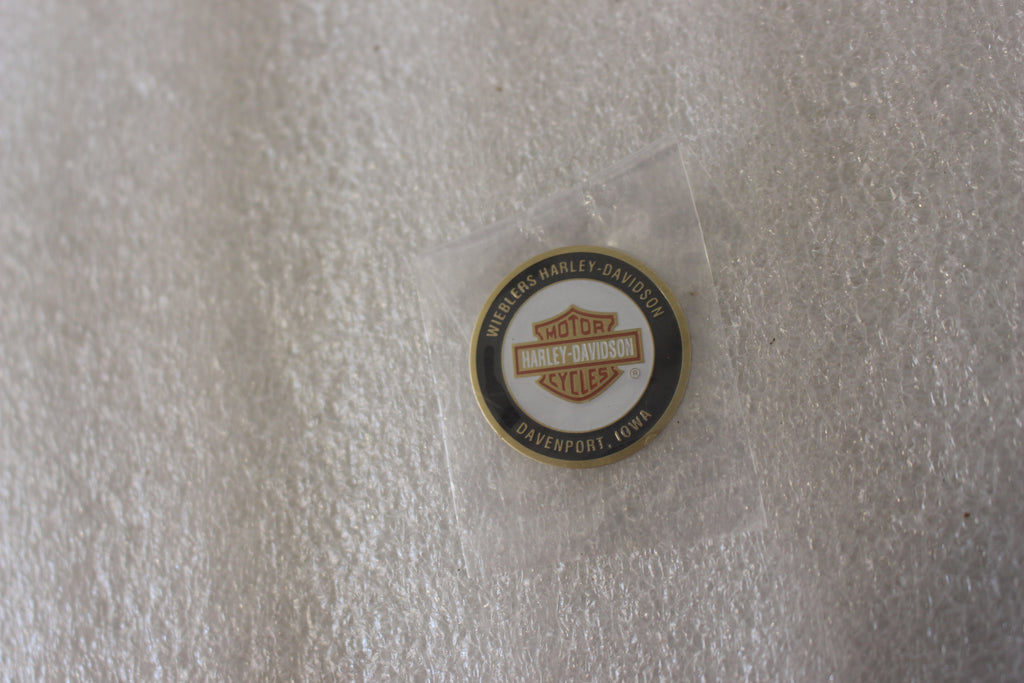 WIEBLERS HARLEY-DAVIDSON
MOTOR
HARLEY-DAVIDSON
CYCLES
®
DAVENPORT, IOWA